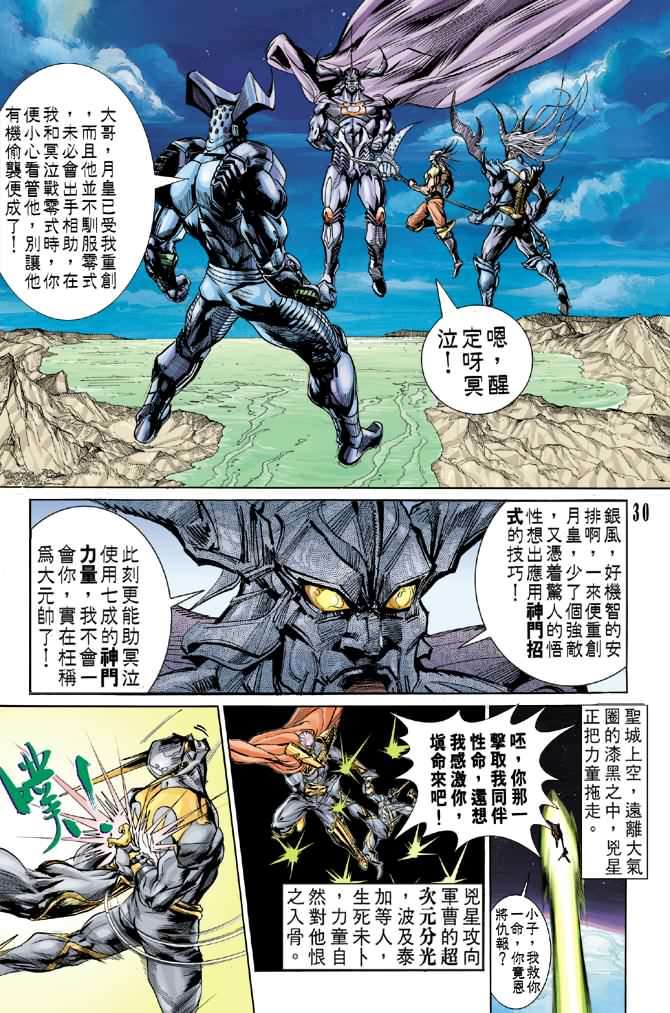 大哥，月皇已受我重創
，而且他並不馴服零式
，未必會出手相助，在
我和冥泣戰零式時，你
便小心看管他，別讓他
有機偷襲便成了！
嗯，醒
定呀冥
泣！
30
銀風，好機智的安
排啊，一來便重創
月皇，少了個強敵
，又憑着驚人的悟
性想出應用神門招
式的技巧！
此刻更能助冥泣
使用七成的神門
力量，我不會一
會你，實在枉稱
爲大元帥了！
聖城上空，遠離大氣
圈的漆黑之中，兇星
正把力童拖走。
小子，我救你
一命，你竟恩
將仇報？
呸，你那一
擊取我同伴
性命，還想
我感激你，
塡命來吧！
兇星攻向
軍曹的超
次元分光
，波及泰
加等人，
生死未卜
，力童自
然對他恨
之入骨。